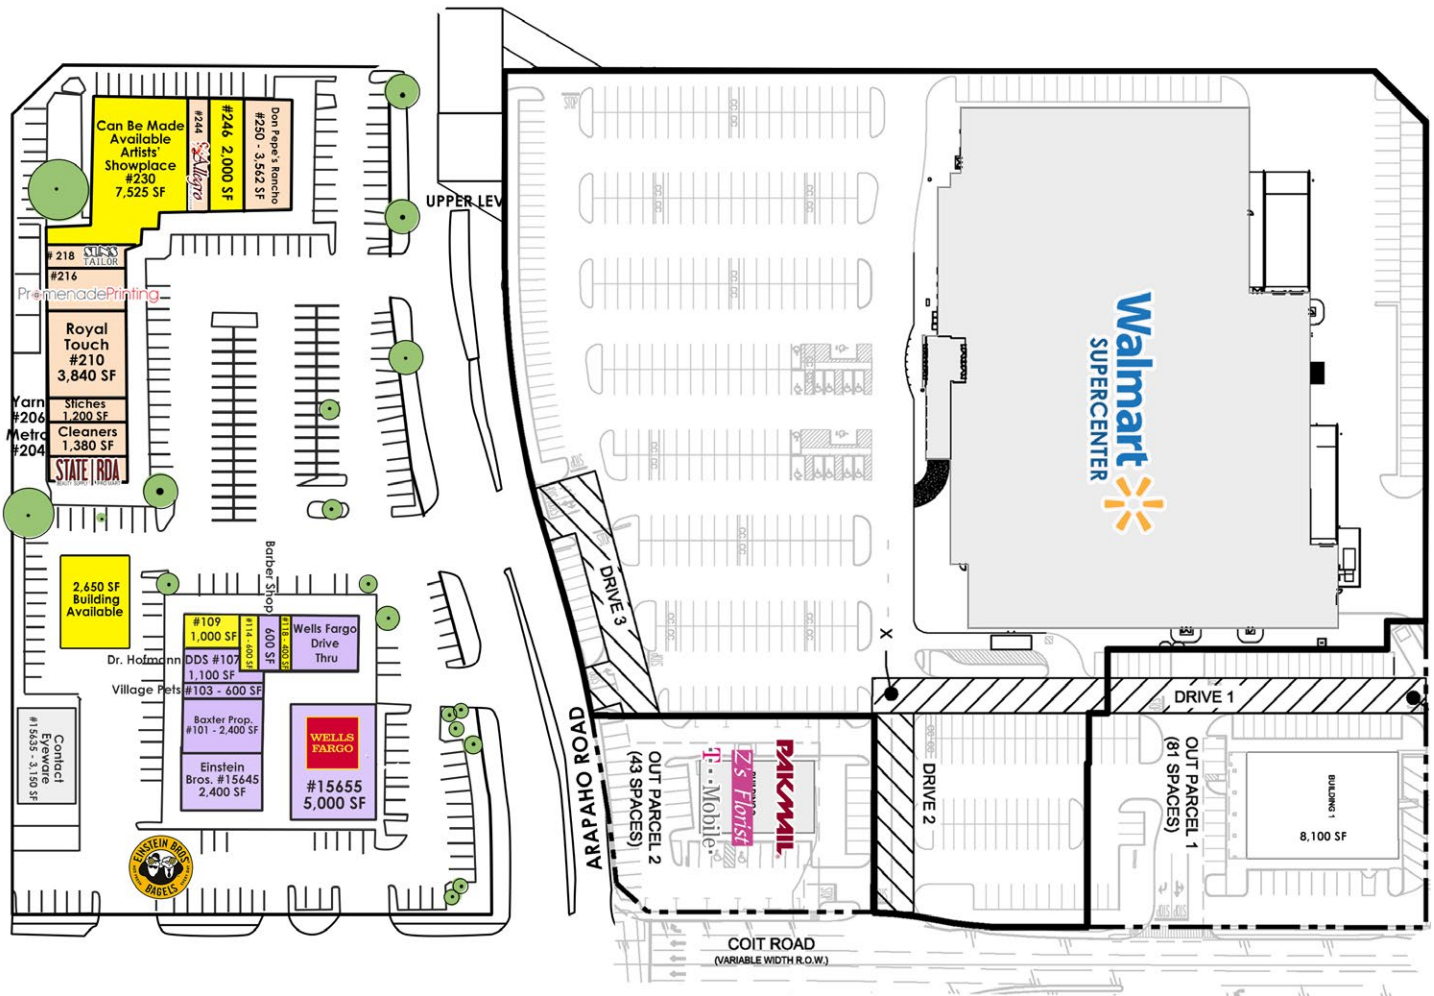 Can Be Made
Available
Artists'
Showplace
#230
7,525 SF
#244
Allegro
#246 2,000 SF
Don Pepe's Rancho
#250 - 3,562 SF
# 218
SUNS
TAILOR
#216
PromenadePrinting
Royal
Touch
#210
3,840 SF
Yarn
#206
Stiches
1,200 SF
Metro
#204
Cleaners
1,380 SF
STATE | RDA
UPPER LEV
2,650 SF
Building
Available
Barber Shop
600 SF
#109
1,000 SF
#114 - 600 SF
#118 - 400 SF
Wells Fargo
Drive
Thru
Dr. Hofmann DDS #107
1,100 SF
Village Pets #103 - 600 SF
Baxter Prop.
#101 - 2,400 SF
Einstein
Bros. #15645
2,400 SF
WELLS
FARGO
#15655
5,000 SF
Contact
Eyeware
#15635 - 3,150 SF
EINSTEIN BROS
BAGELS
ARAPAHO ROAD
STOP
Walmart
SUPERCENTER
DRIVE 3
X
DRIVE 1
DRIVE 2
OUT PARCEL 2
(43 SPACES)
T · · Mobile·
Z's Florist
PAKMAIL
OUT PARCEL 1
(81 SPACES)
BUILDING 1
8,100 SF
STOP
STOP
COIT ROAD
(VARIABLE WIDTH R.O.W.)